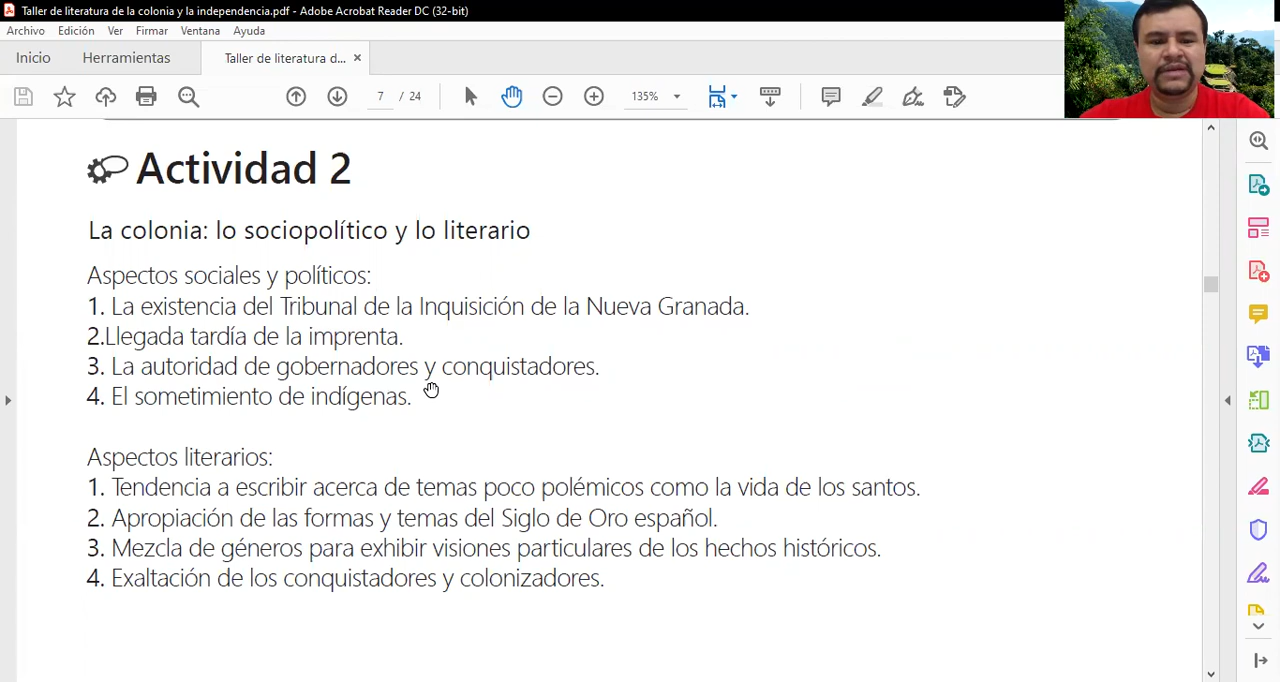 Taller de literatura de la colonia y la independencia.pdf - Adobe Acrobat Reader DC (32-bit)
Archivo Edición Ver Firmar Ventana Ayuda
Inicio Herramientas Taller de literatura d... ×
7 / 24 135%
Actividad 2
La colonia: lo sociopolítico y lo literario
Aspectos sociales y políticos:
1. La existencia del Tribunal de la Inquisición de la Nueva Granada.
2.Llegada tardía de la imprenta.
3. La autoridad de gobernadores y conquistadores.
4. El sometimiento de indígenas.
Aspectos literarios:
1. Tendencia a escribir acerca de temas poco polémicos como la vida de los santos.
2. Apropiación de las formas y temas del Siglo de Oro español.
3. Mezcla de géneros para exhibir visiones particulares de los hechos históricos.
4. Exaltación de los conquistadores y colonizadores.